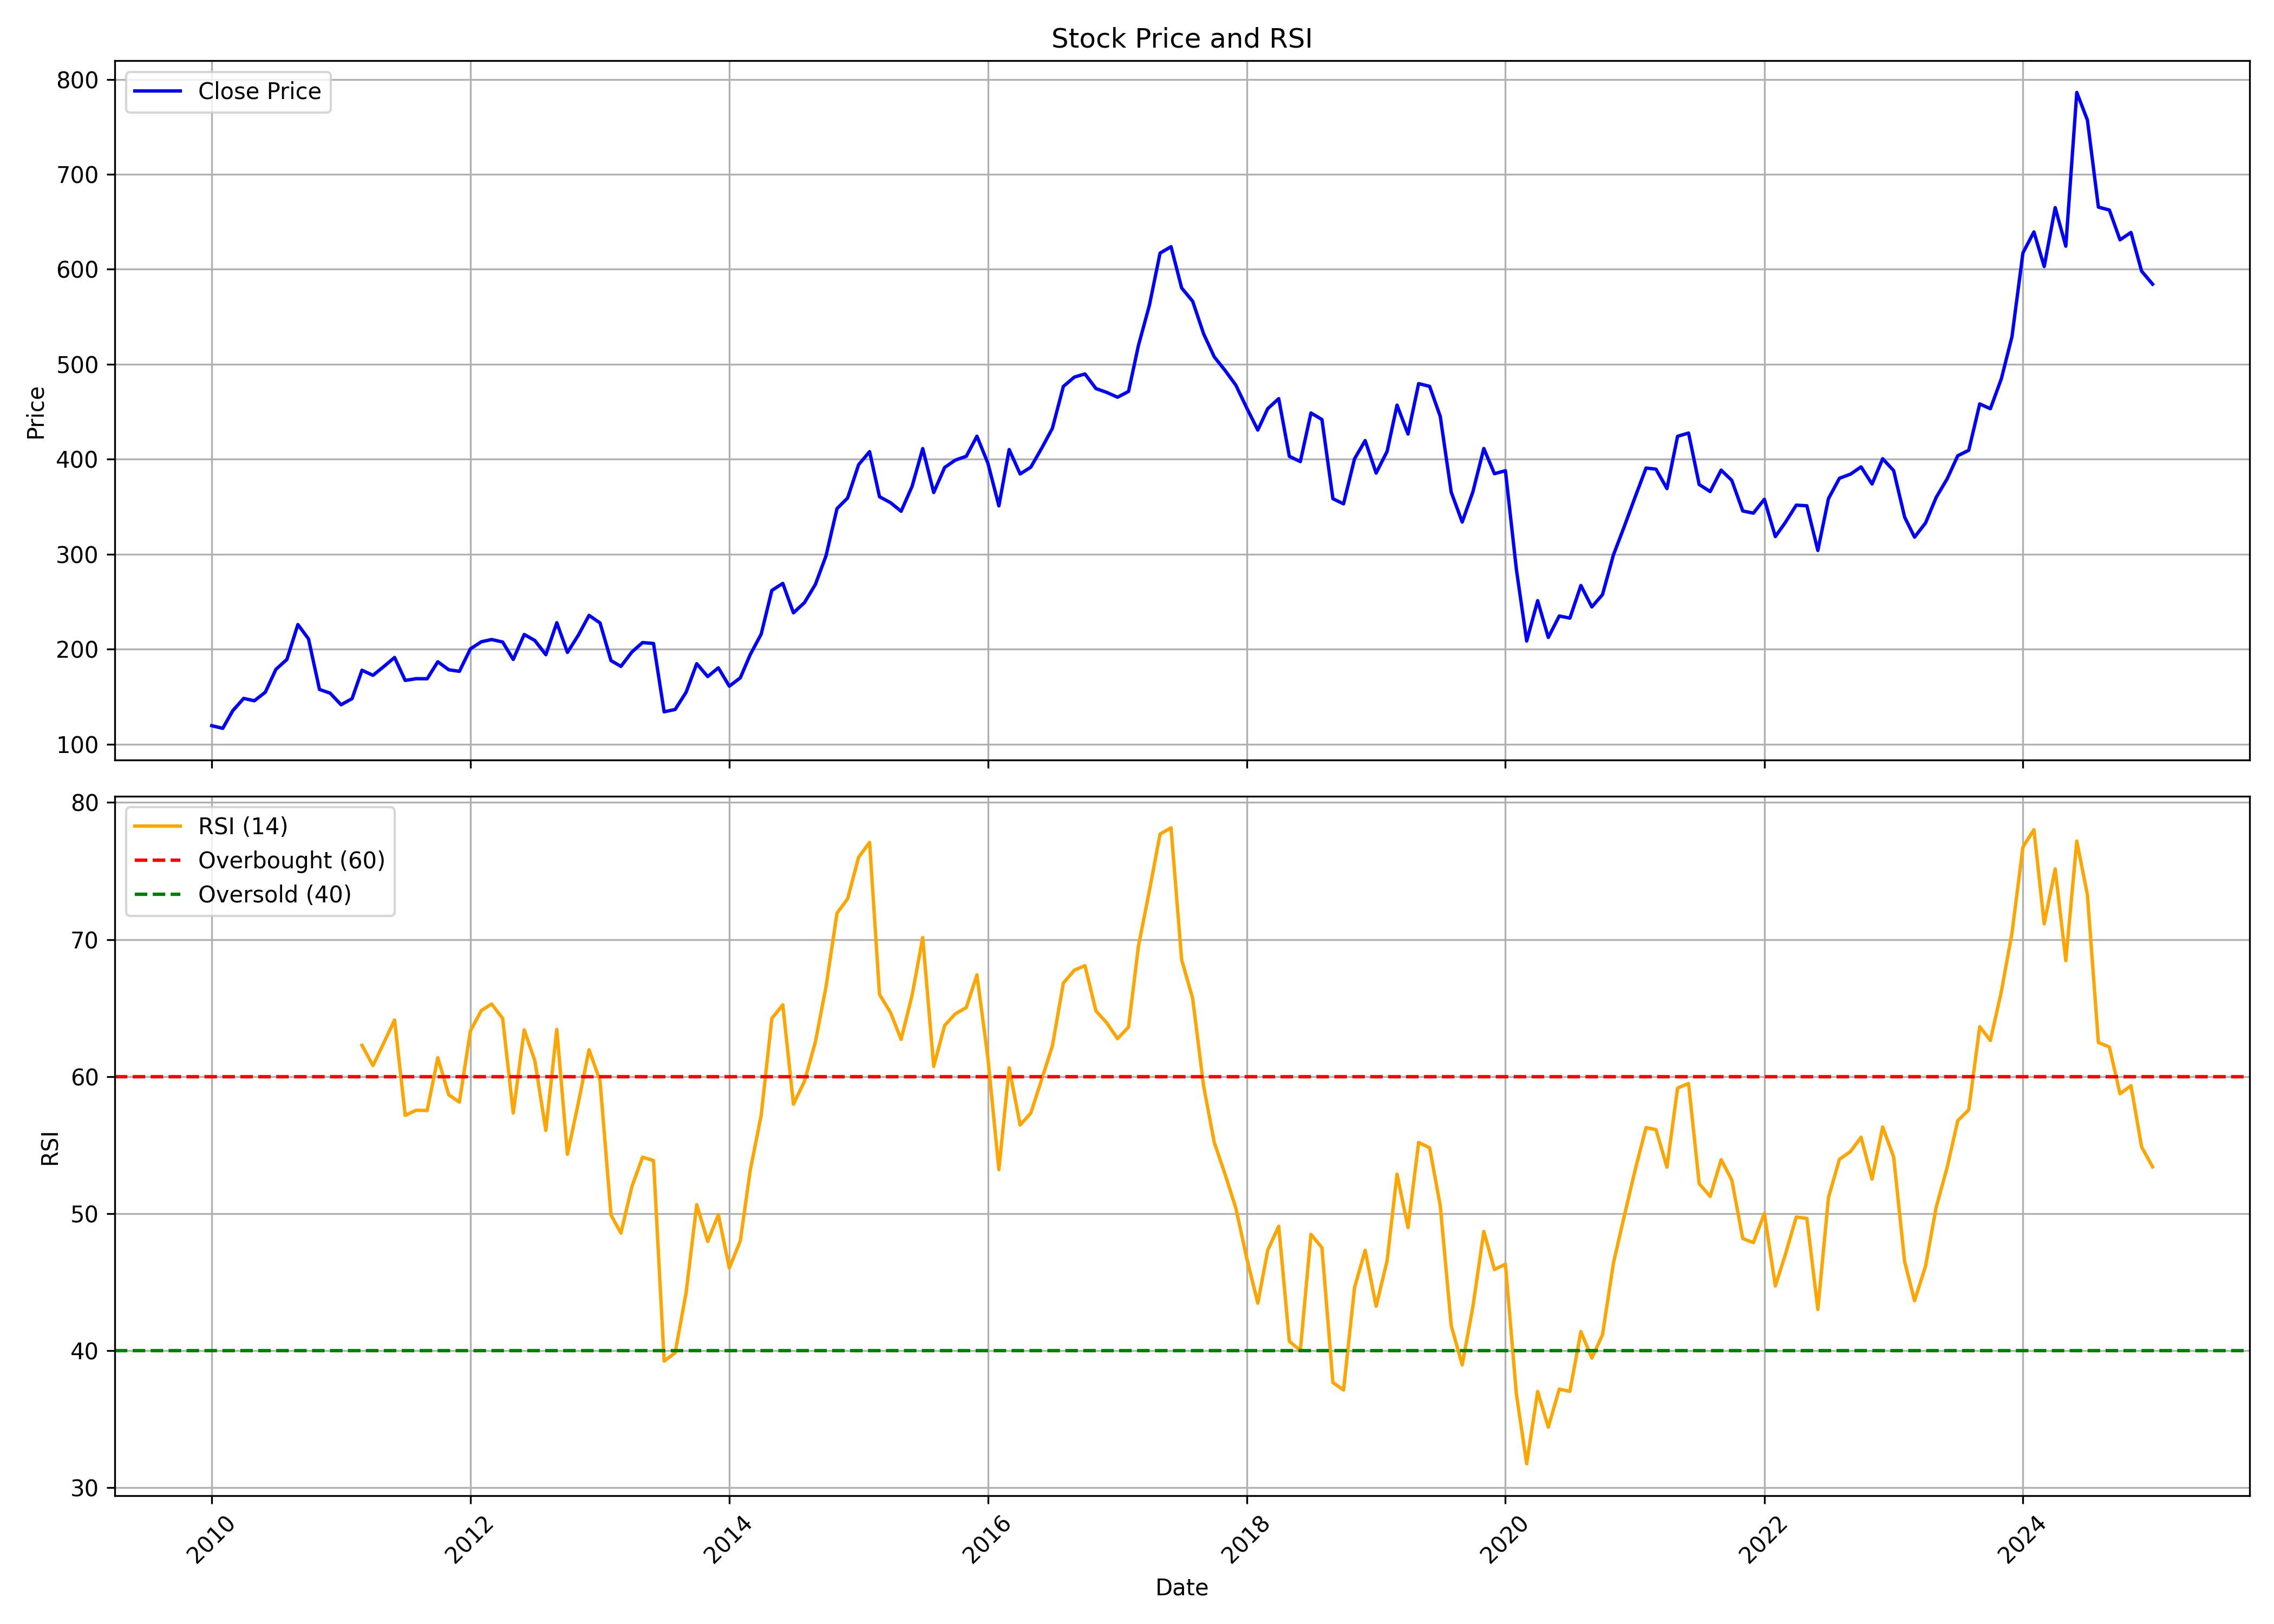 Stock Price and RSI
Close Price
800
700
600
500
400
300
200
100
Price
RSI (14)
Overbought (60)
Oversold (40)
80
70
60
50
40
30
RSI
2010
2012
2014
2016
2018
2020
2022
2024
Date